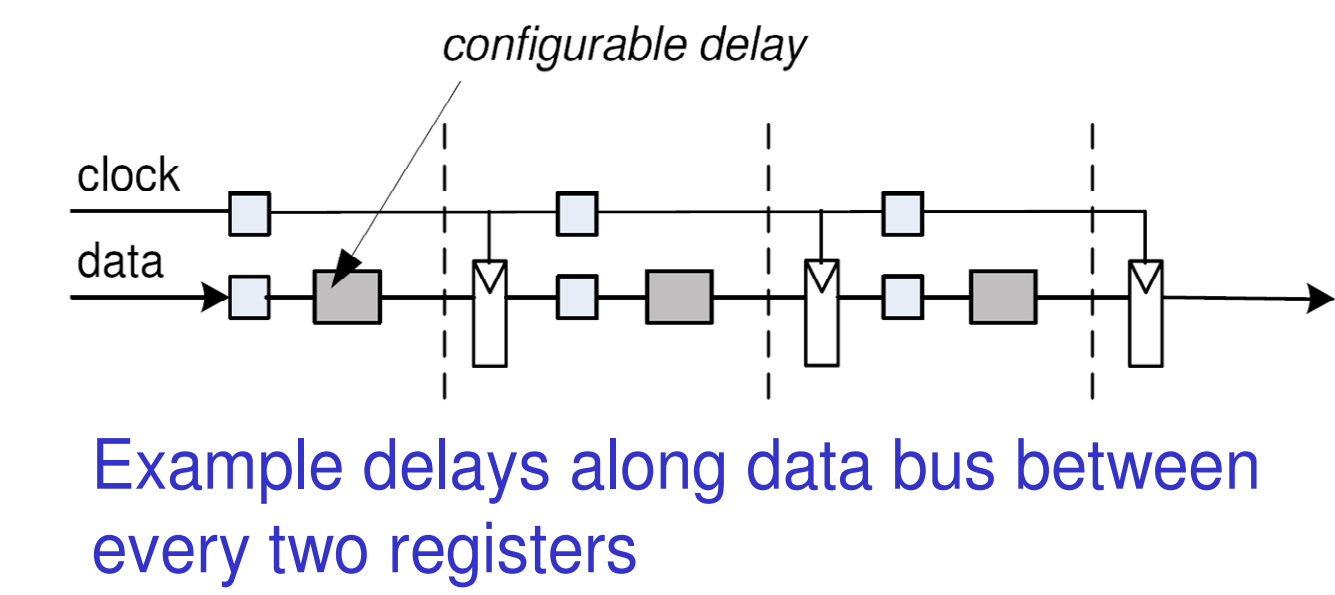 configurable delay
clock
data
Example delays along data bus between
every two registers